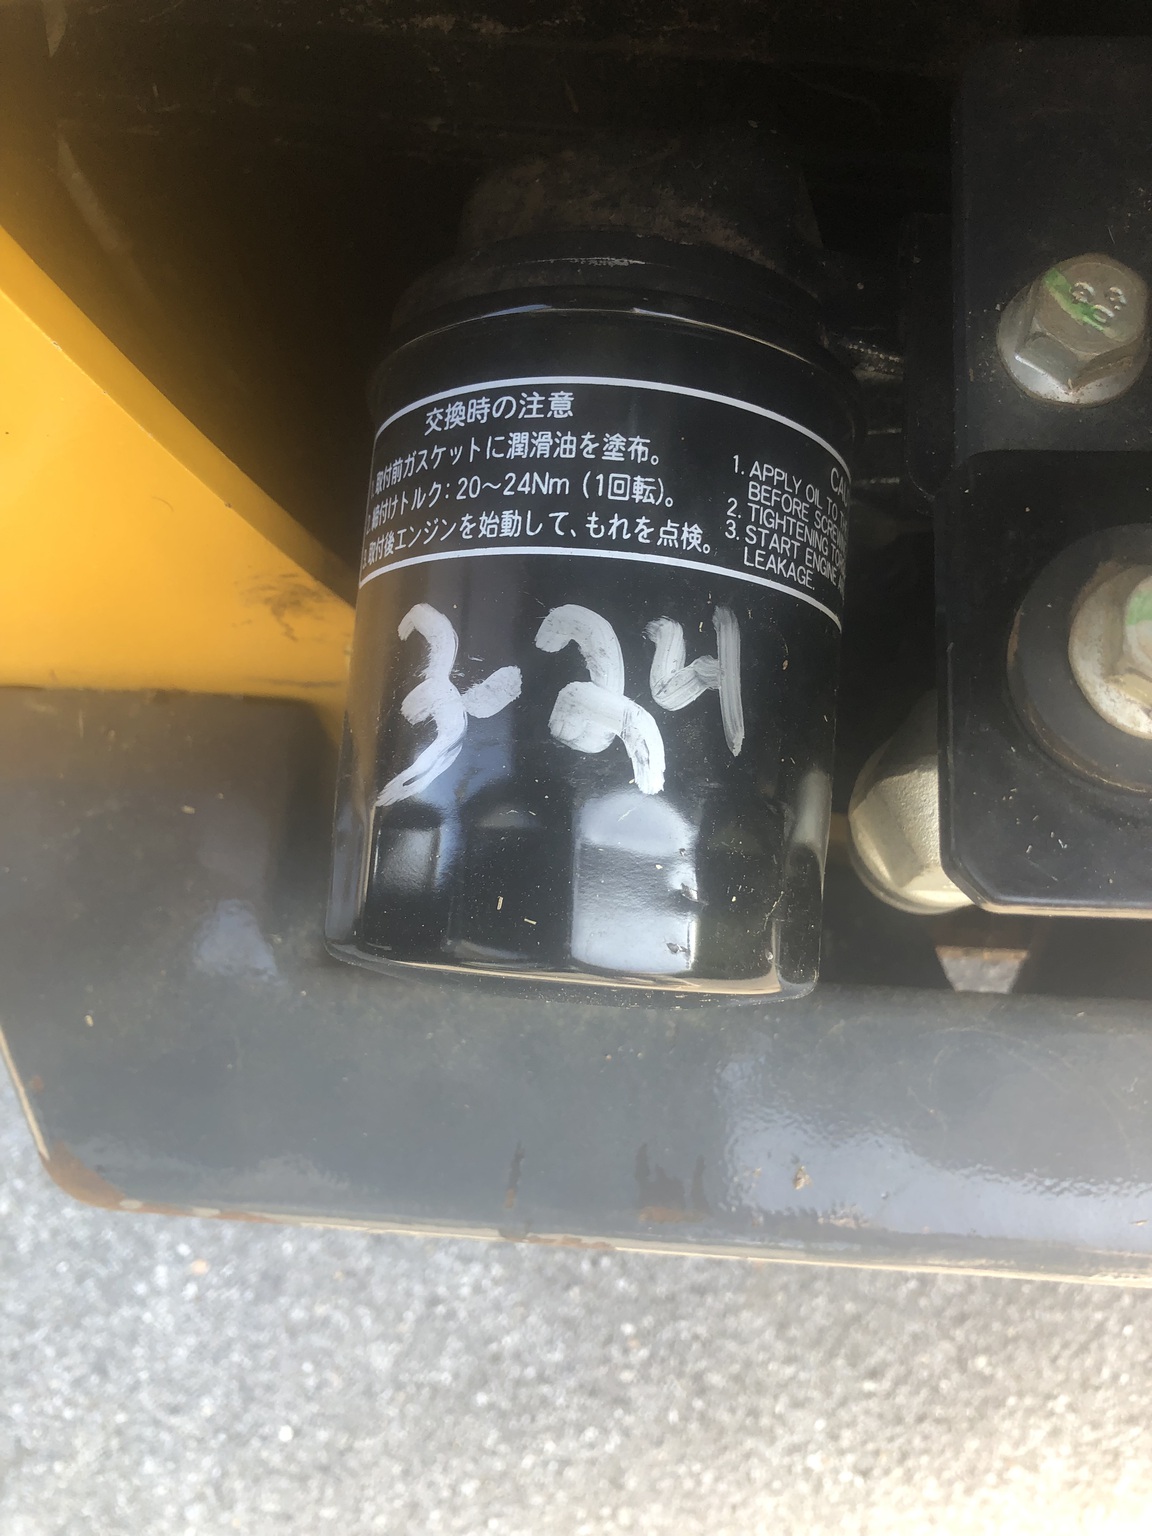 交換時の注意
1. 取付前ガスケットに潤滑油を塗布。
2. 締付けトルク: 20〜24Nm (1回転)。
3. 取付後エンジンを始動して、もれを点検。
1. APPLY OIL TO
BEFORE
2. TIGHTENING
3. START ENGINE
LEAKAGE.
3-24